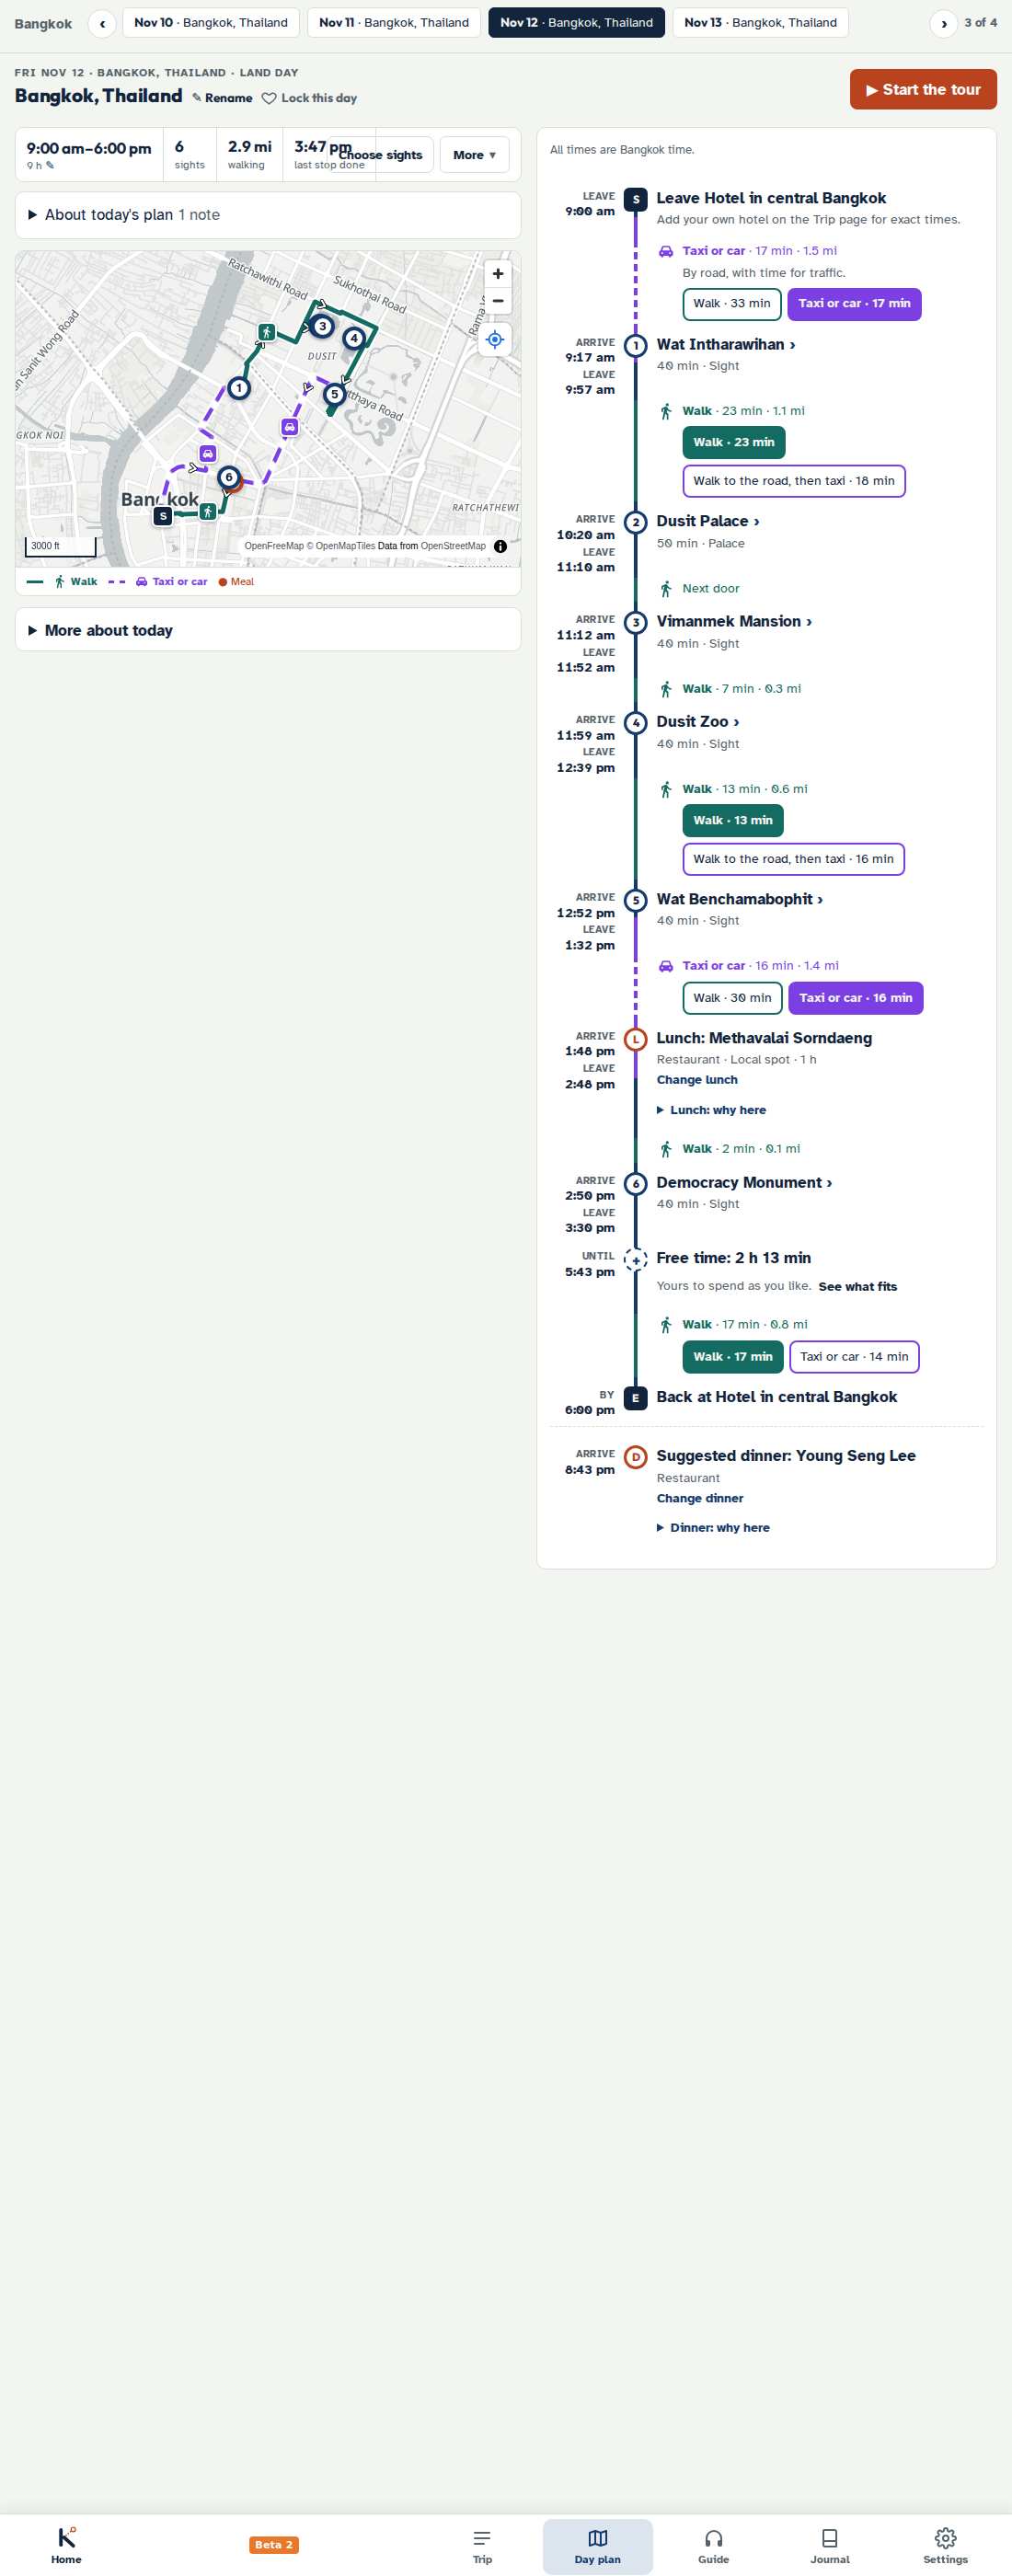 Bangkok
‹
Nov 10 · Bangkok, Thailand
Nov 11 · Bangkok, Thailand
Nov 12 · Bangkok, Thailand
Nov 13 · Bangkok, Thailand
›
3 of 4
FRI NOV 12 · BANGKOK, THAILAND · LAND DAY
Bangkok, Thailand
✎ Rename
Lock this day
▶ Start the tour
9:00 am–6:00 pm
9 h ✎
6
sights
2.9 mi
walking
3:47 pm
last stop done
Choose sights
More ▾
▶ About today's plan 1 note
Ratchawithi Road
Sukhothai Road
DUSIT
GKOK NOI
Bangkok
RATCHATHEWI
1
3
4
5
6
S
+
−
3000 ft
OpenFreeMap © OpenMapTiles Data from OpenStreetMap
Walk
Taxi or car
Meal
▶ More about today
All times are Bangkok time.
LEAVE
9:00 am
S
Leave Hotel in central Bangkok
Add your own hotel on the Trip page for exact times.
Taxi or car · 17 min · 1.5 mi
By road, with time for traffic.
Walk · 33 min
Taxi or car · 17 min
ARRIVE
9:17 am
LEAVE
9:57 am
1
Wat Intharawihan ›
40 min · Sight
Walk · 23 min · 1.1 mi
Walk · 23 min
Walk to the road, then taxi · 18 min
ARRIVE
10:20 am
LEAVE
11:10 am
2
Dusit Palace ›
50 min · Palace
Next door
ARRIVE
11:12 am
LEAVE
11:52 am
3
Vimanmek Mansion ›
40 min · Sight
Walk · 7 min · 0.3 mi
ARRIVE
11:59 am
LEAVE
12:39 pm
4
Dusit Zoo ›
40 min · Sight
Walk · 13 min · 0.6 mi
Walk · 13 min
Walk to the road, then taxi · 16 min
ARRIVE
12:52 pm
LEAVE
1:32 pm
5
Wat Benchamabophit ›
40 min · Sight
Taxi or car · 16 min · 1.4 mi
Walk · 30 min
Taxi or car · 16 min
ARRIVE
1:48 pm
LEAVE
2:48 pm
L
Lunch: Methavalai Sorndaeng
Restaurant · Local spot · 1 h
Change lunch
▶ Lunch: why here
Walk · 2 min · 0.1 mi
ARRIVE
2:50 pm
LEAVE
3:30 pm
6
Democracy Monument ›
40 min · Sight
UNTIL
5:43 pm
+
Free time: 2 h 13 min
Yours to spend as you like. See what fits
Walk · 17 min · 0.8 mi
Walk · 17 min
Taxi or car · 14 min
BY
6:00 pm
E
Back at Hotel in central Bangkok
ARRIVE
8:43 pm
D
Suggested dinner: Young Seng Lee
Restaurant
Change dinner
▶ Dinner: why here
Home
Beta 2
Trip
Day plan
Guide
Journal
Settings